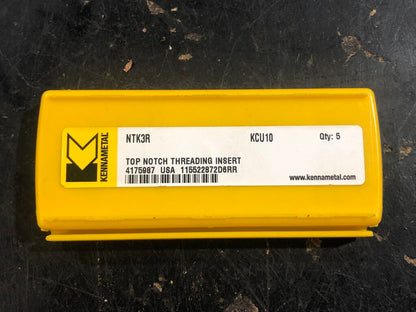 KENNAMETAL
NTK3R KCU10 Qty: 5
TOP NOTCH THREADING INSERT
4175987 USA 115522872D6RR
www.kennametal.com